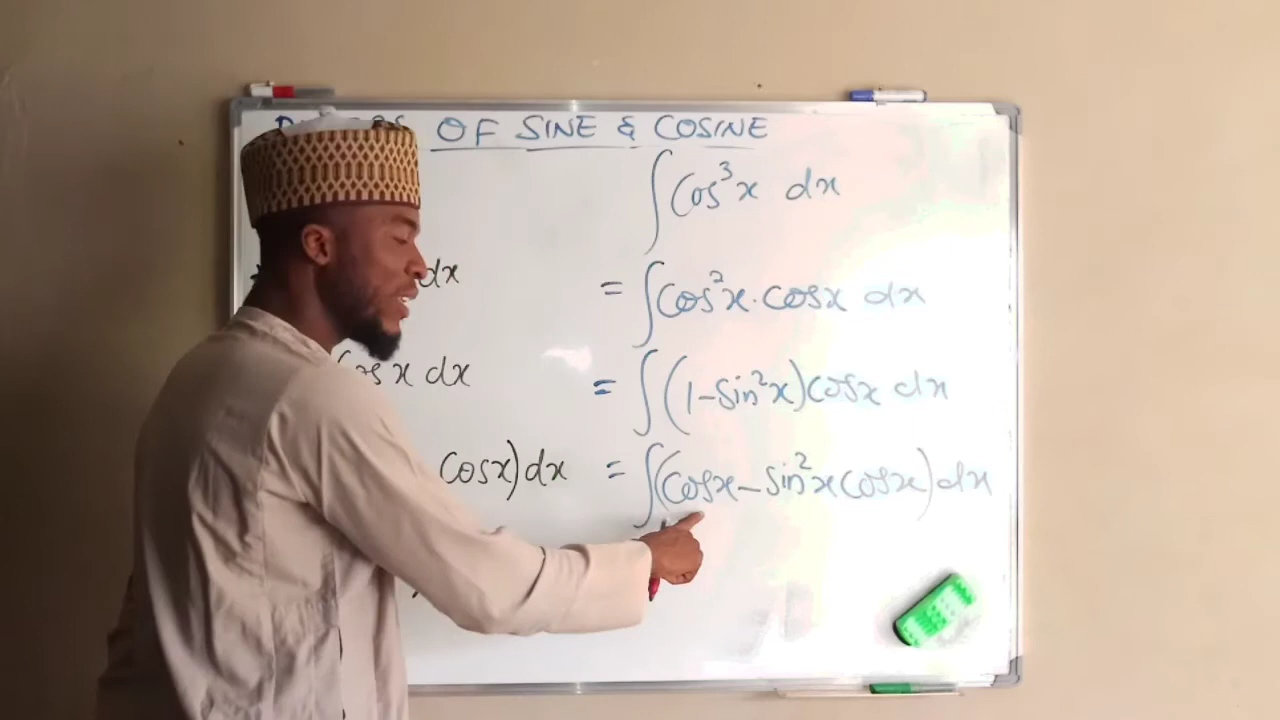 OF SINE & COSINE
∫ Cos³x dx
dx
= ∫ Cos²x · Cosx dx
Cos x dx
= ∫ (1 - Sin²x) Cosx dx
Cosx) dx
= ∫ (Cosx - Sin²x Cosx) dx